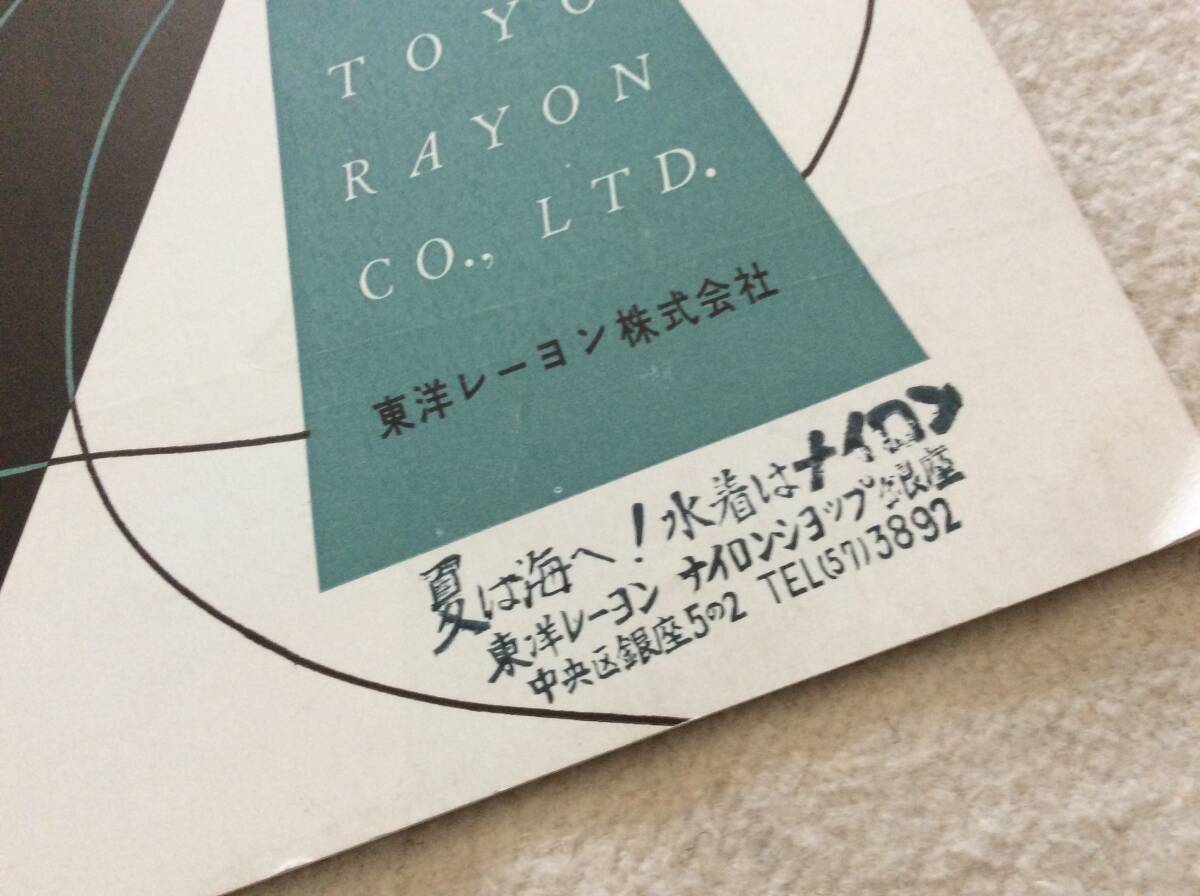 TOYO
RAYON
CO., LTD.
東洋レーヨン株式会社
夏は海へ！水着はナイロン
東洋レーヨン ナイロンショップ銀座
中央区銀座5の2 TEL(57)3892